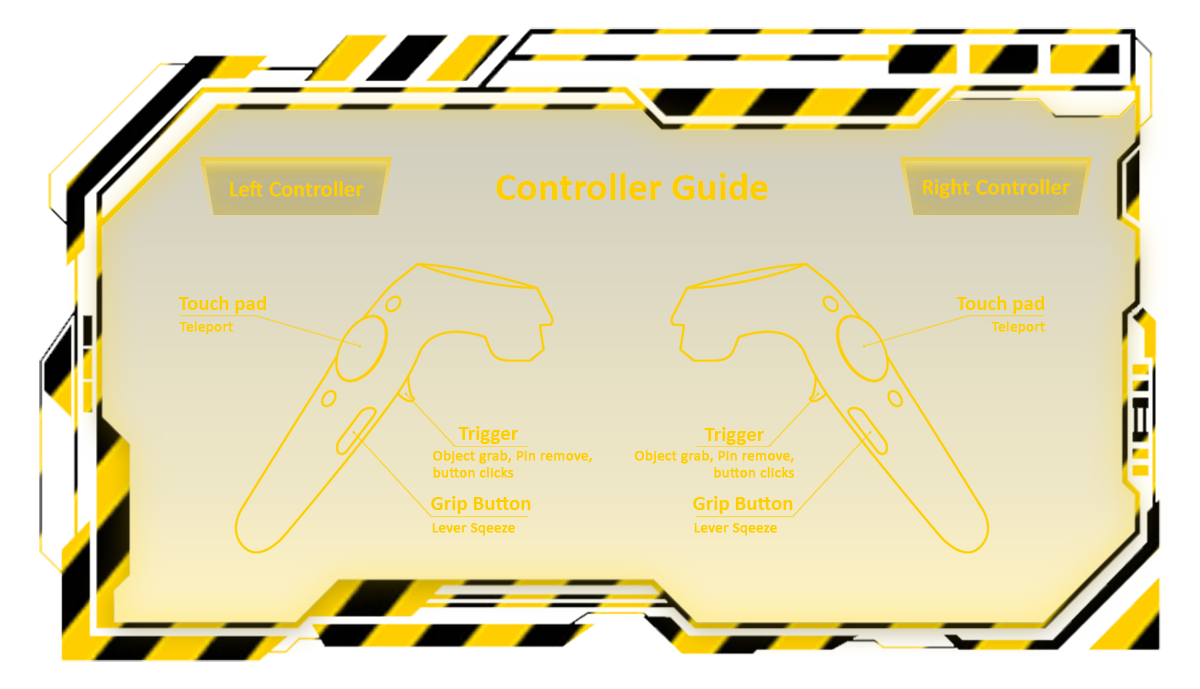 Left Controller
Controller Guide
Right Controller
Touch pad
Teleport
Touch pad
Teleport
Trigger
Object grab, Pin remove,
button clicks
Trigger
Object grab, Pin remove,
button clicks
Grip Button
Lever Sqeeze
Grip Button
Lever Sqeeze